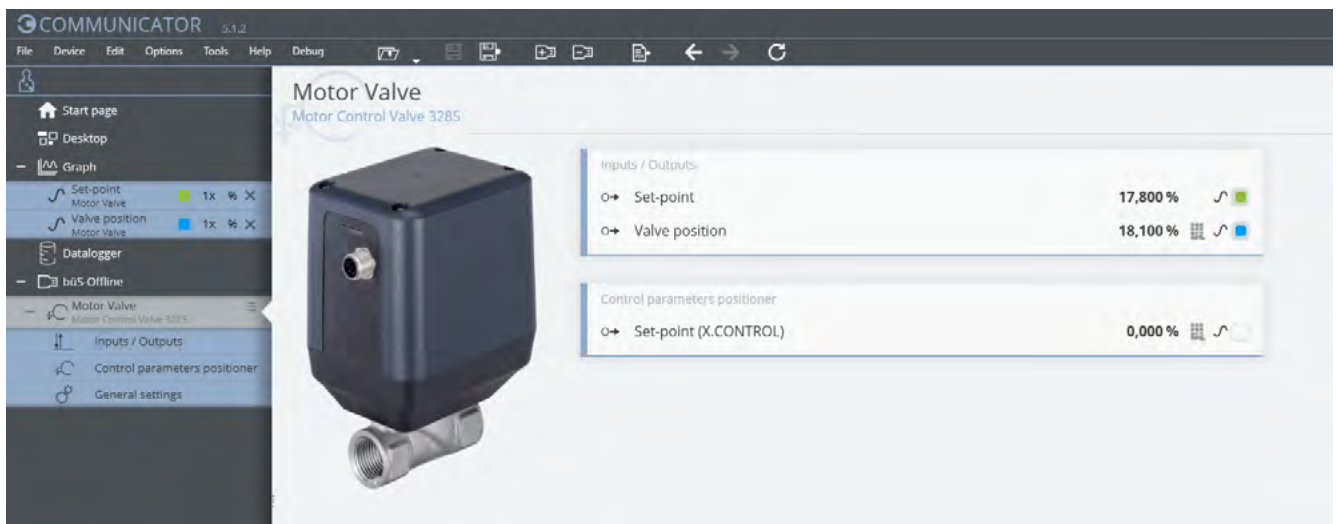 COMMUNICATOR 5.1.2
File Device Edit Options Tools Help Debug
Start page
Desktop
Graph
Set-point
Motor Valve
1x %
Valve position
Motor Valve
1x %
Datalogger
büS Offline
Motor Valve
Motor Control Valve 3285
Inputs / Outputs
Control parameters positioner
General settings
Motor Valve
Motor Control Valve 3285
Inputs / Outputs
Set-point 17,800 %
Valve position 18,100 %
Control parameters positioner
Set-point (X.CONTROL) 0,000 %